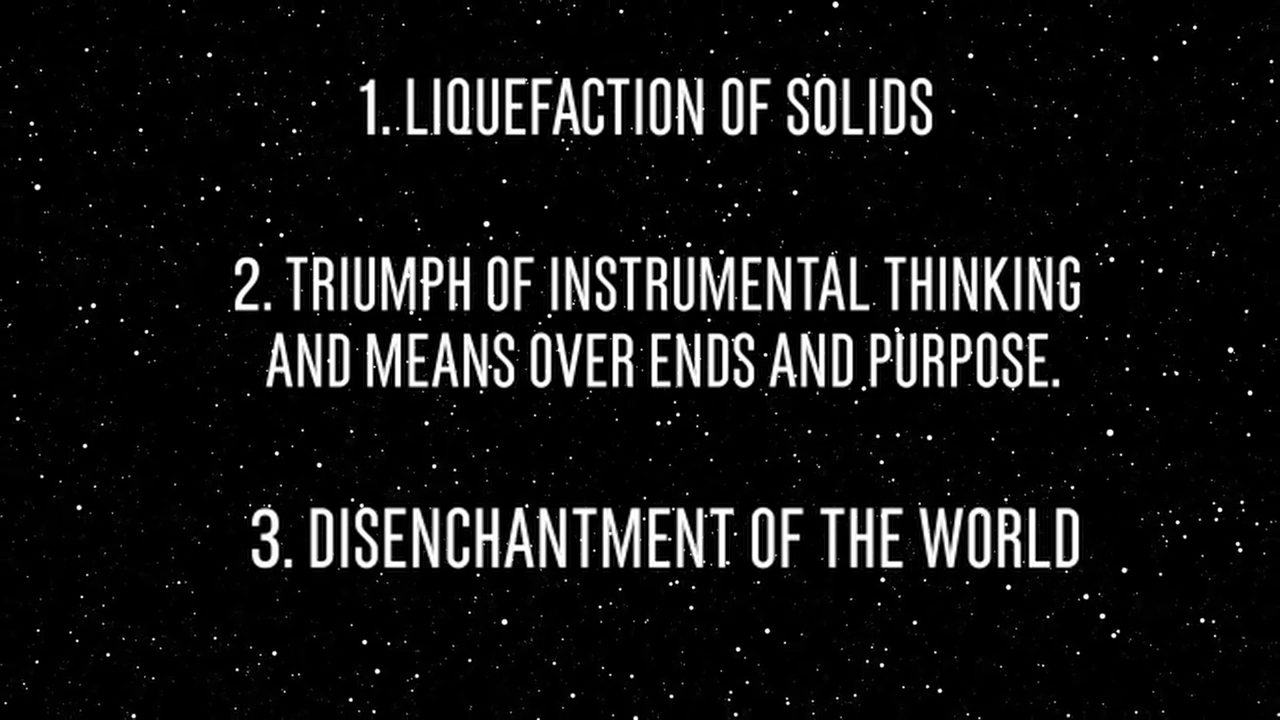 1. LIQUEFACTION OF SOLIDS
2. TRIUMPH OF INSTRUMENTAL THINKING
AND MEANS OVER ENDS AND PURPOSE.
3. DISENCHANTMENT OF THE WORLD